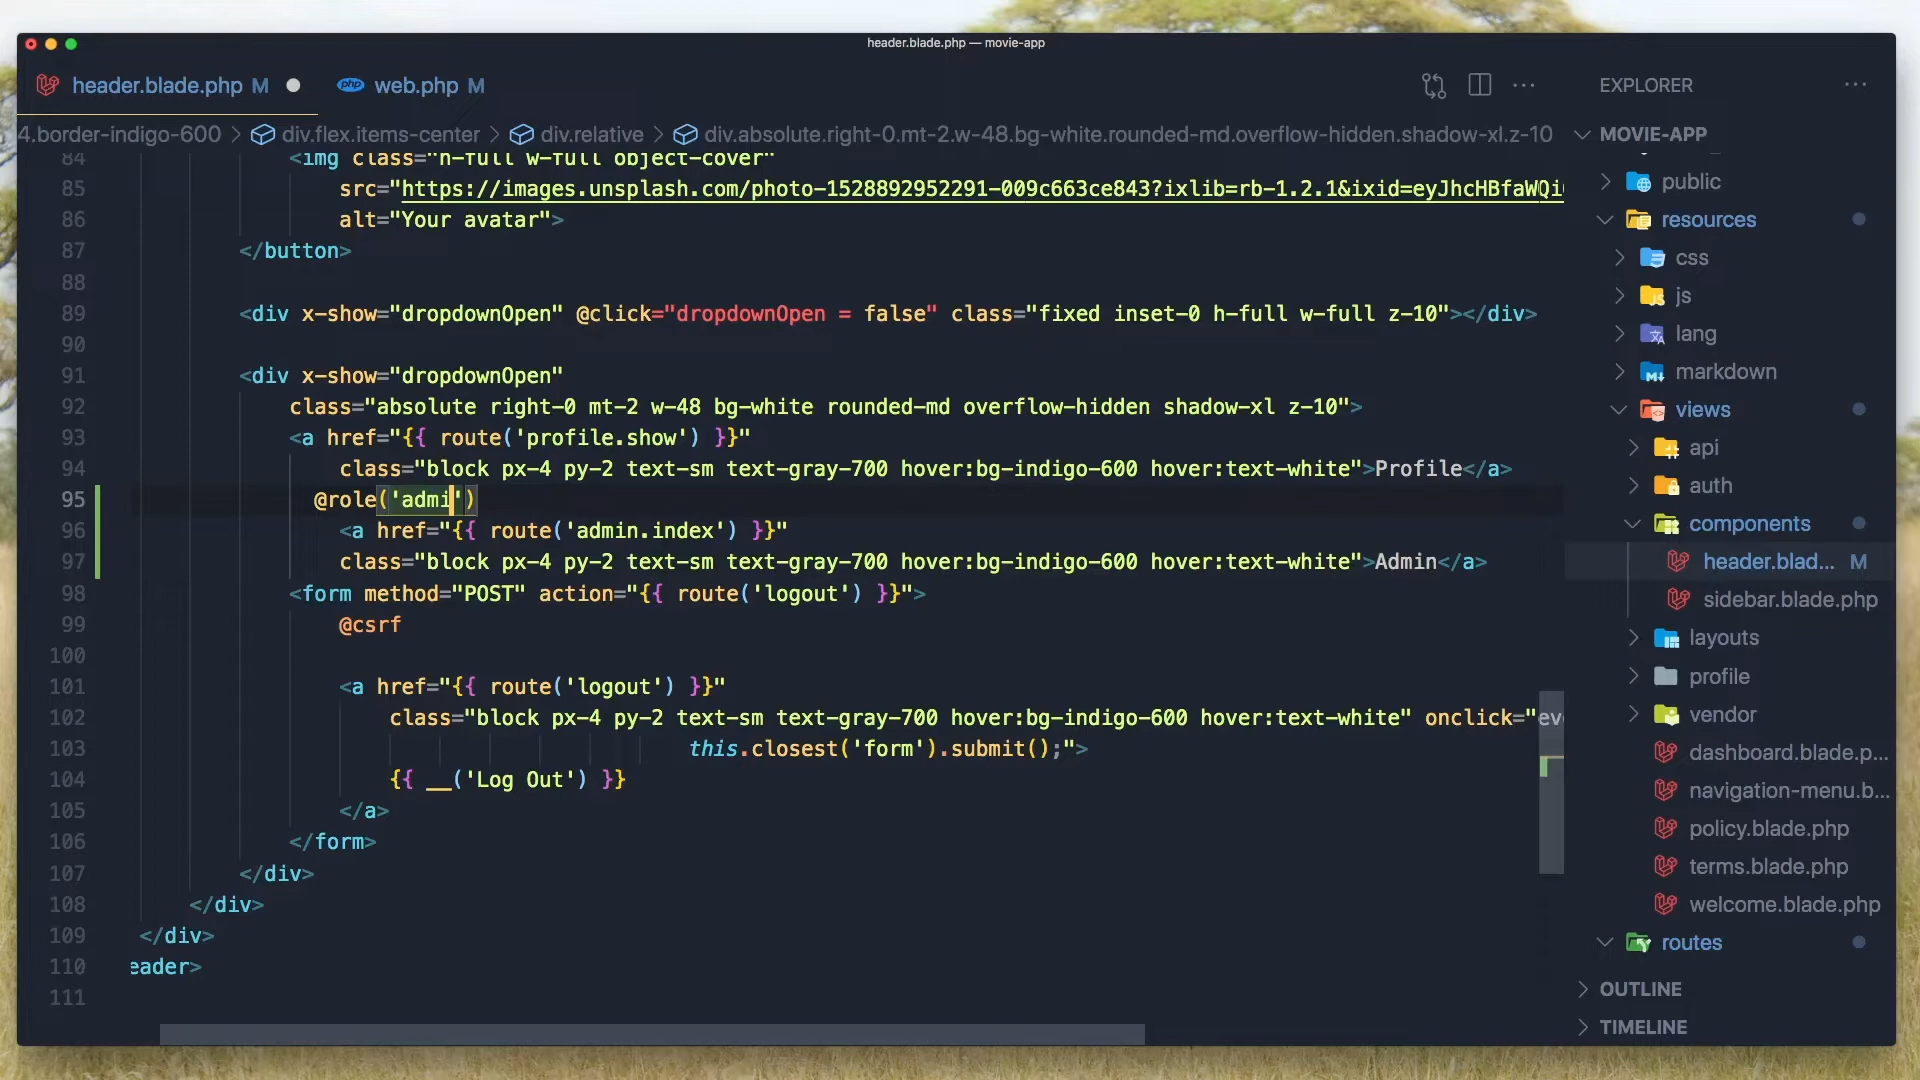 header.blade.php — movie-app
header.blade.php M
php web.php M
EXPLORER
4.border-indigo-600 > div.flex.items-center > div.relative > div.absolute.right-0.mt-2.w-48.bg-white.rounded-md.overflow-hidden.shadow-xl.z-10
84 <img class="h-full w-full object-cover"
85 src="https://images.unsplash.com/photo-1528892952291-009c663ce843?ixlib=rb-1.2.1&ixid=eyJhcHBfaWQi
86 alt="Your avatar">
87 </button>
88
89 <div x-show="dropdownOpen" @click="dropdownOpen = false" class="fixed inset-0 h-full w-full z-10"></div>
90
91 <div x-show="dropdownOpen"
92 class="absolute right-0 mt-2 w-48 bg-white rounded-md overflow-hidden shadow-xl z-10">
93 <a href="{{ route('profile.show') }}"
94 class="block px-4 py-2 text-sm text-gray-700 hover:bg-indigo-600 hover:text-white">Profile</a>
95 @role('admi')
96 <a href="{{ route('admin.index') }}"
97 class="block px-4 py-2 text-sm text-gray-700 hover:bg-indigo-600 hover:text-white">Admin</a>
98 <form method="POST" action="{{ route('logout') }}">
99 @csrf
100
101 <a href="{{ route('logout') }}"
102 class="block px-4 py-2 text-sm text-gray-700 hover:bg-indigo-600 hover:text-white" onclick="ev
103 this.closest('form').submit();">
104 {{ __('Log Out') }}
105 </a>
106 </form>
107 </div>
108 </div>
109 </div>
110 eader>
111
MOVIE-APP
public
resources
css
js
lang
markdown
views
api
auth
components
header.blad... M
sidebar.blade.php
layouts
profile
vendor
dashboard.blade.p...
navigation-menu.b...
policy.blade.php
terms.blade.php
welcome.blade.php
routes
OUTLINE
TIMELINE